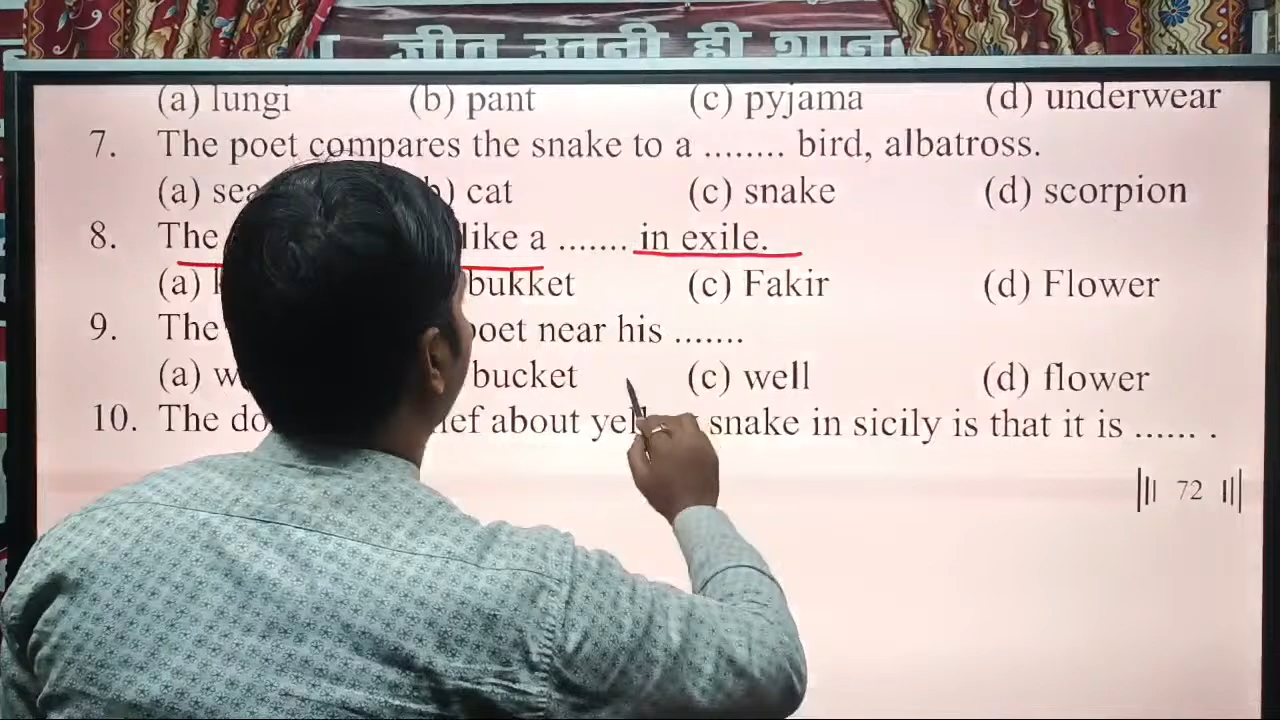 जीत उतनी ही शान
(a) lungi (b) pant (c) pyjama (d) underwear
7. The poet compares the snake to a ........ bird, albatross.
(a) sea b) cat (c) snake (d) scorpion
8. The like a ....... in exile.
(a) bukket (c) Fakir (d) Flower
9. The poet near his .......
(a) bucket (c) well (d) flower
10. The about snake in sicily is that it is ...... .
72